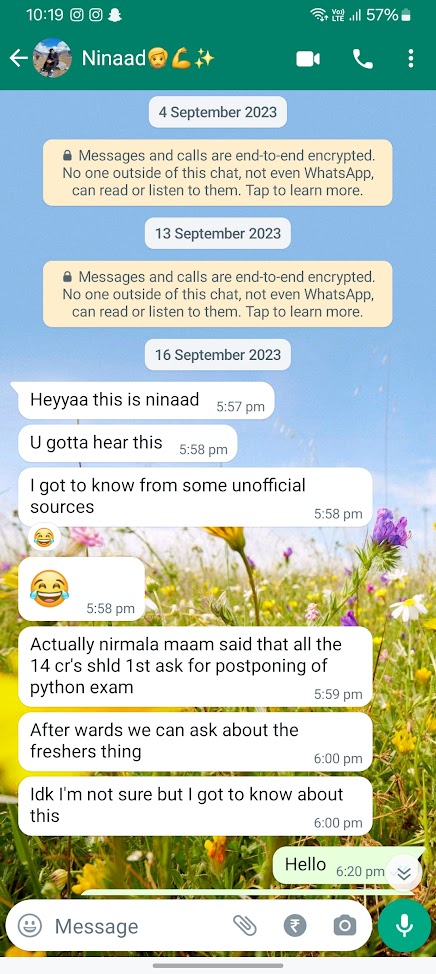 10:19 57%
Ninaad
4 September 2023
Messages and calls are end-to-end encrypted.
No one outside of this chat, not even WhatsApp,
can read or listen to them. Tap to learn more.
13 September 2023
Messages and calls are end-to-end encrypted.
No one outside of this chat, not even WhatsApp,
can read or listen to them. Tap to learn more.
16 September 2023
Heyyaa this is ninaad 5:57 pm
U gotta hear this 5:58 pm
I got to know from some unofficial
sources 5:58 pm
5:58 pm
Actually nirmala maam said that all the
14 cr's shld 1st ask for postponing of
python exam 5:59 pm
After wards we can ask about the
freshers thing 6:00 pm
Idk I'm not sure but I got to know about
this 6:00 pm
Hello 6:20 pm
Message